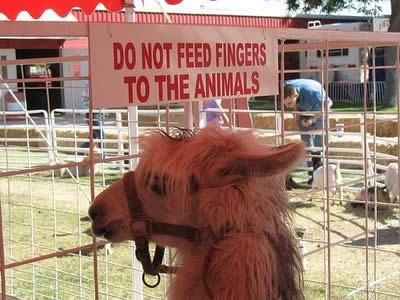 DO NOT FEED FINGERS
TO THE ANIMALS